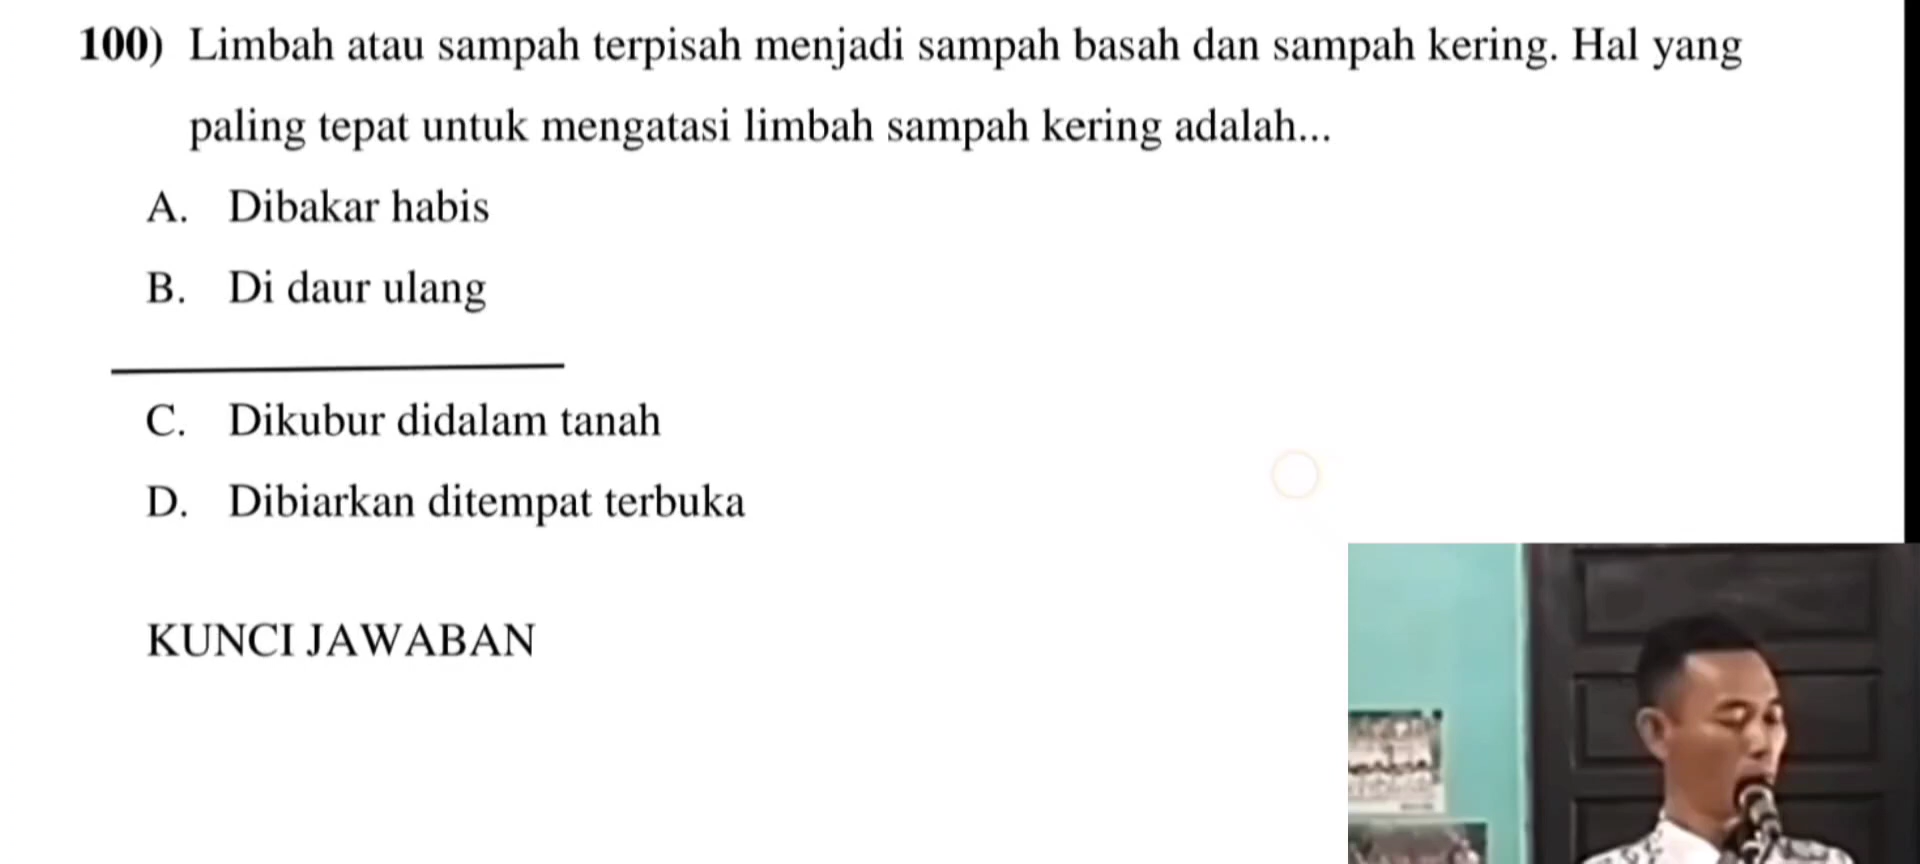 100) Limbah atau sampah terpisah menjadi sampah basah dan sampah kering. Hal yang
paling tepat untuk mengatasi limbah sampah kering adalah...
A. Dibakar habis
B. Di daur ulang
C. Dikubur didalam tanah
D. Dibiarkan ditempat terbuka
KUNCI JAWABAN